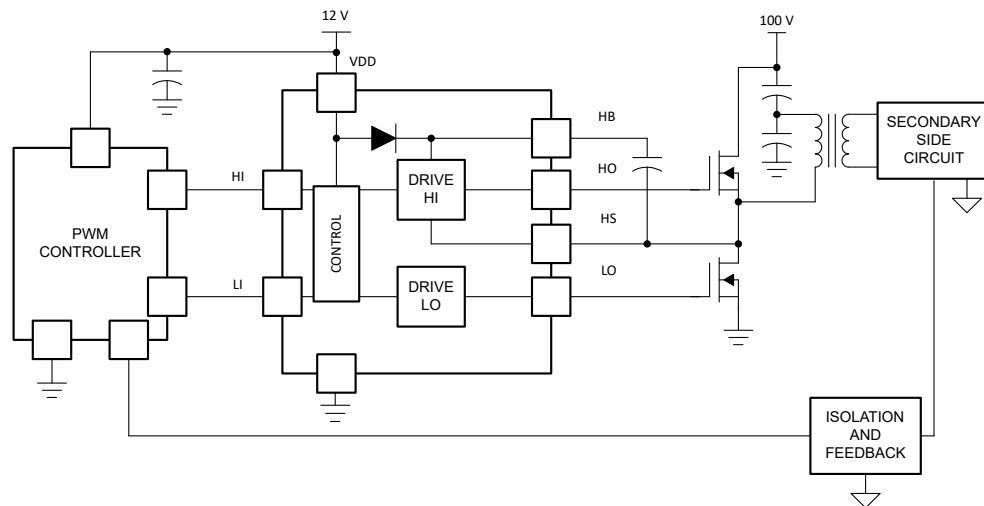 12 V
100 V
VDD
HB
SECONDARY
SIDE
CIRCUIT
HI
DRIVE
HI
HO
PWM
CONTROLLER
CONTROL
HS
LI
DRIVE
LO
LO
ISOLATION
AND
FEEDBACK